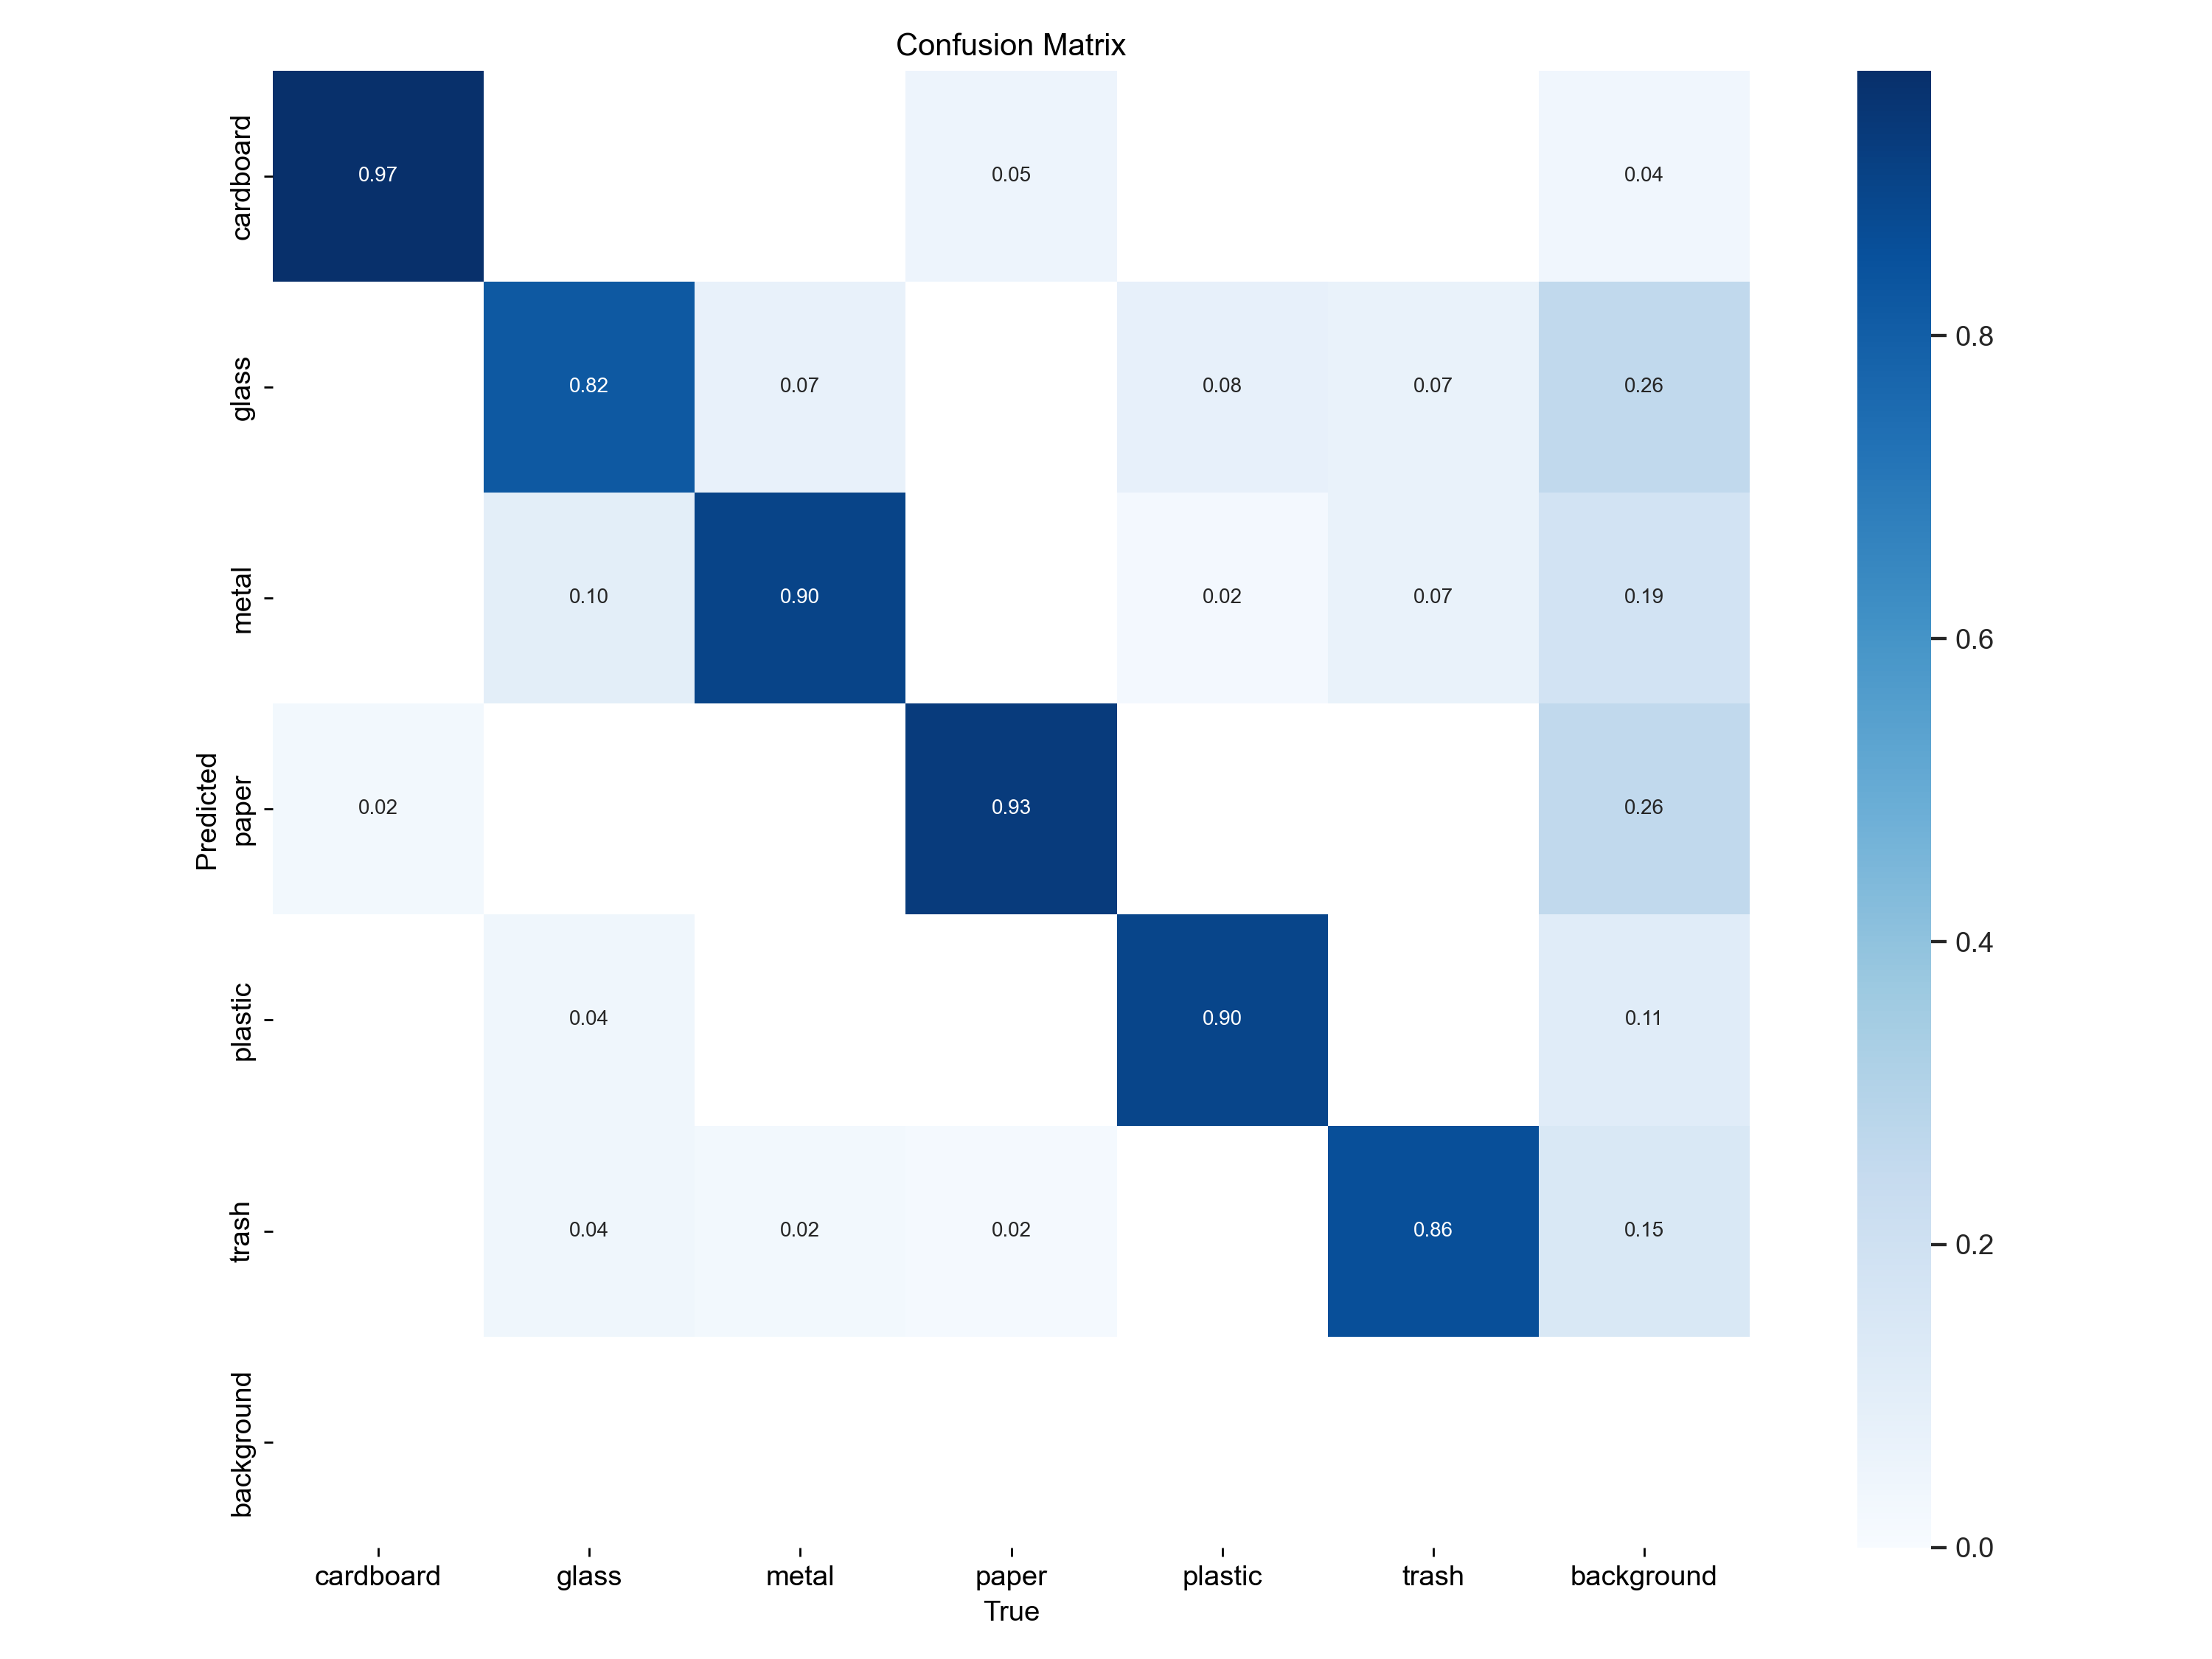 Confusion Matrix
cardboard
0.97
0.05
0.04
glass
0.82
0.07
0.08
0.07
0.26
0.8
metal
0.10
0.90
0.02
0.07
0.19
0.6
Predicted
paper
0.02
0.93
0.26
plastic
0.04
0.90
0.11
0.4
trash
0.04
0.02
0.02
0.86
0.15
0.2
background
0.0
cardboard glass metal paper plastic trash background
True